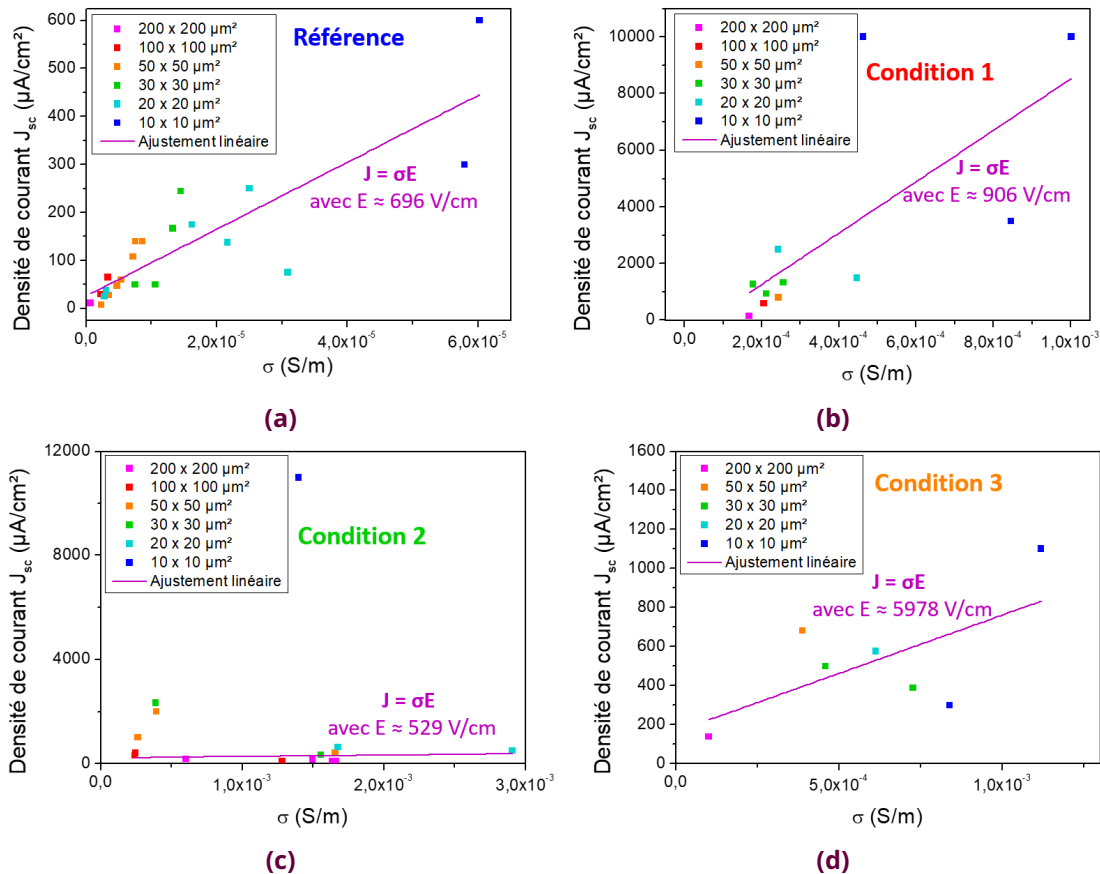 Densité de courant J_sc (µA/cm²)
600
500
400
300
200
100
0
200 x 200 µm²
100 x 100 µm²
50 x 50 µm²
30 x 30 µm²
20 x 20 µm²
10 x 10 µm²
Ajustement linéaire
Référence
J = σE
avec E ≈ 696 V/cm
0,0
2,0x10⁻⁵
4,0x10⁻⁵
6,0x10⁻⁵
σ (S/m)
(a)
Densité de courant J_sc (µA/cm²)
10000
8000
6000
4000
2000
0
200 x 200 µm²
100 x 100 µm²
50 x 50 µm²
30 x 30 µm²
20 x 20 µm²
10 x 10 µm²
Ajustement linéaire
Condition 1
J = σE
avec E ≈ 906 V/cm
0,0
2,0x10⁻⁴
4,0x10⁻⁴
6,0x10⁻⁴
8,0x10⁻⁴
1,0x10⁻³
σ (S/m)
(b)
Densité de courant J_sc (µA/cm²)
12000
8000
4000
0
200 x 200 µm²
100 x 100 µm²
50 x 50 µm²
30 x 30 µm²
20 x 20 µm²
10 x 10 µm²
Ajustement linéaire
Condition 2
J = σE
avec E ≈ 529 V/cm
0,0
1,0x10⁻³
2,0x10⁻³
3,0x10⁻³
σ (S/m)
(c)
Densité de courant J_sc (µA/cm²)
1600
1400
1200
1000
800
600
400
200
0
200 x 200 µm²
50 x 50 µm²
30 x 30 µm²
20 x 20 µm²
10 x 10 µm²
Ajustement linéaire
Condition 3
J = σE
avec E ≈ 5978 V/cm
0,0
5,0x10⁻⁴
1,0x10⁻³
σ (S/m)
(d)